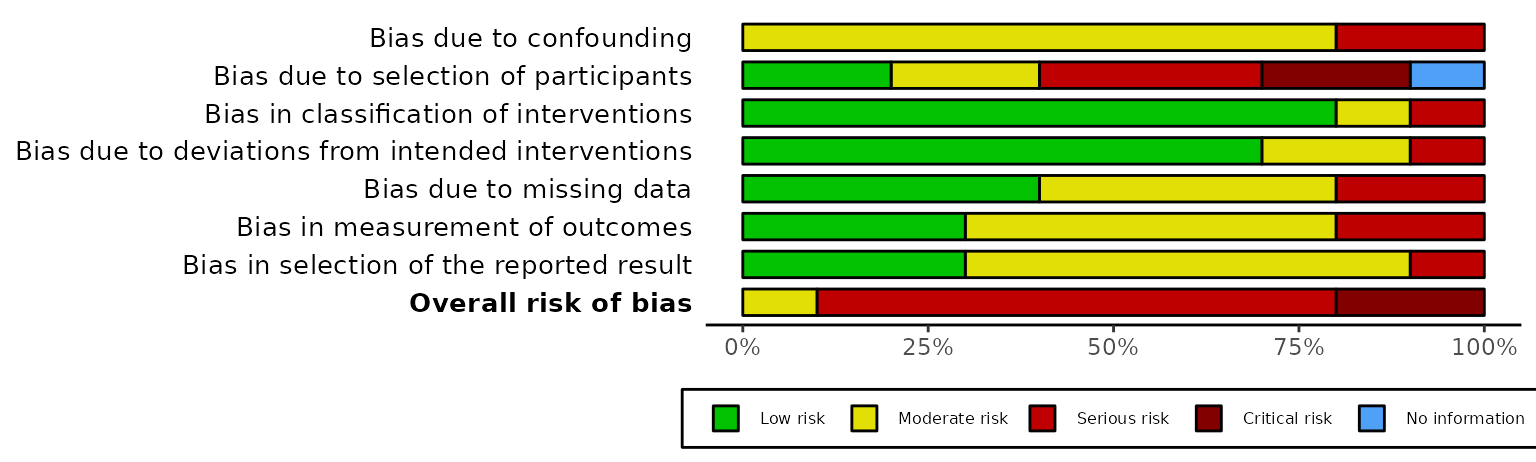 Bias due to confounding
Bias due to selection of participants
Bias in classification of interventions
Bias due to deviations from intended interventions
Bias due to missing data
Bias in measurement of outcomes
Bias in selection of the reported result
Overall risk of bias
0% 25% 50% 75% 100%
Low risk Moderate risk Serious risk Critical risk No information